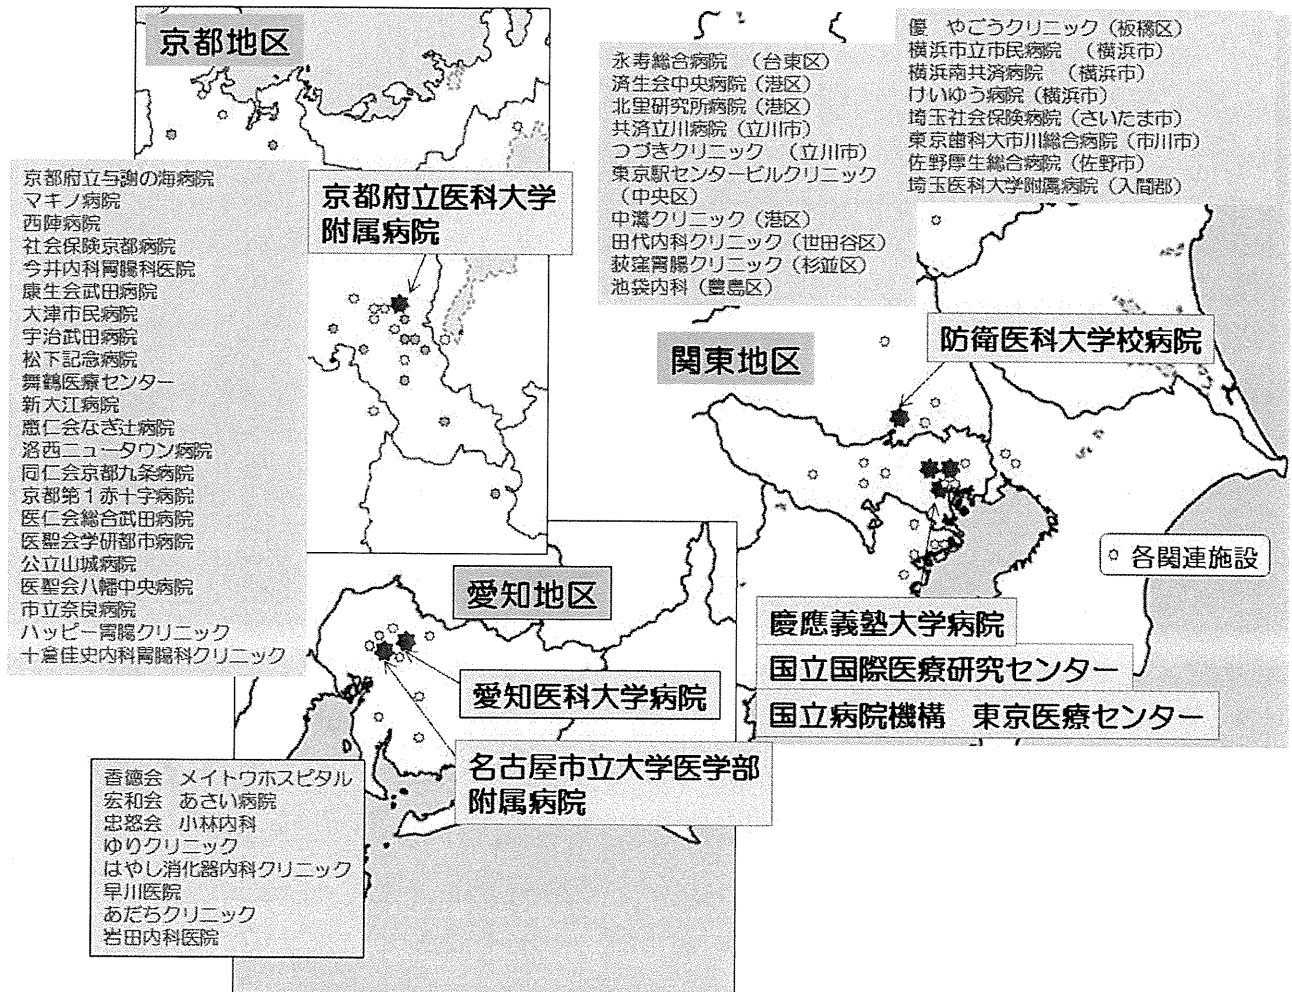 京都地区
京都府立医科大学
附属病院
京都府立与謝の海病院
マキノ病院
西陣病院
社会保険京都病院
今井内科胃腸科医院
康生会武田病院
大津市民病院
宇治武田病院
松下記念病院
舞鶴医療センター
新大江病院
恵仁会なぎ辻病院
洛西ニュータウン病院
同仁会京都九条病院
京都第1赤十字病院
医仁会総合武田病院
医聖会学研都市病院
公立山城病院
医聖会八幡中央病院
市立奈良病院
ハッピー胃腸クリニック
十倉佳史内科胃腸科クリニック
愛知地区
愛知医科大学病院
名古屋市立大学医学部
附属病院
香徳会 メイトウホスピタル
宏和会 あさい病院
忠恕会 小林内科
ゆりクリニック
はやし消化器内科クリニック
早川医院
あだちクリニック
岩田内科医院
永寿総合病院 (台東区)
済生会中央病院(港区)
北里研究所病院(港区)
共済立川病院(立川市)
つづきクリニック (立川市)
東京駅センタービルクリニック
(中央区)
中溝クリニック(港区)
田代内科クリニック(世田谷区)
荻窪胃腸クリニック(杉並区)
池袋内科(豊島区)
優 やごうクリニック(板橋区)
横浜市立市民病院 (横浜市)
横浜南共済病院 (横浜市)
けいゆう病院(横浜市)
埼玉社会保険病院(さいたま市)
東京歯科大市川総合病院(市川市)
佐野厚生総合病院(佐野市)
埼玉医科大学附属病院(入間郡)
関東地区
防衛医科大学校病院
各関連施設
慶應義塾大学病院
国立国際医療研究センター
国立病院機構 東京医療センター